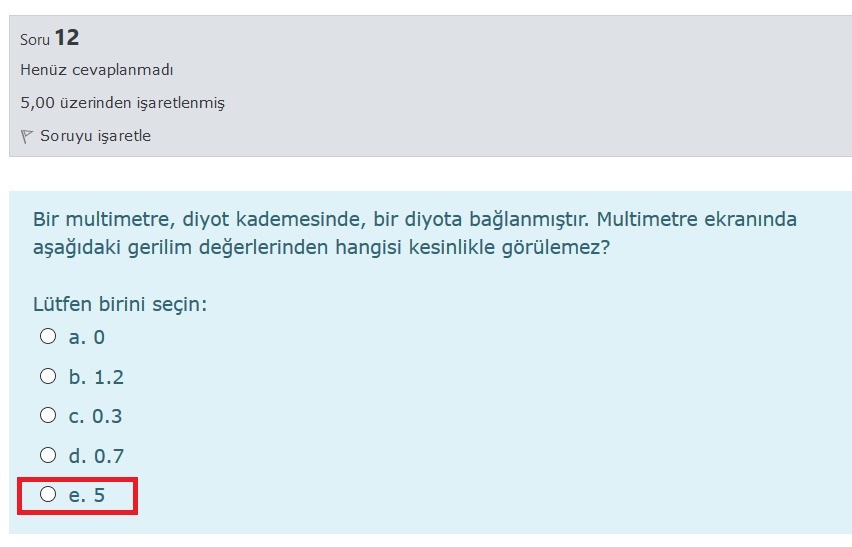 Soru 12
Henüz cevaplanmadı
5,00 üzerinden işaretlenmiş
Soruyu işaretle
Bir multimetre, diyot kademesinde, bir diyota bağlanmıştır. Multimetre ekranında
aşağıdaki gerilim değerlerinden hangisi kesinlikle görülemez?
Lütfen birini seçin:
a. 0
b. 1.2
c. 0.3
d. 0.7
e. 5